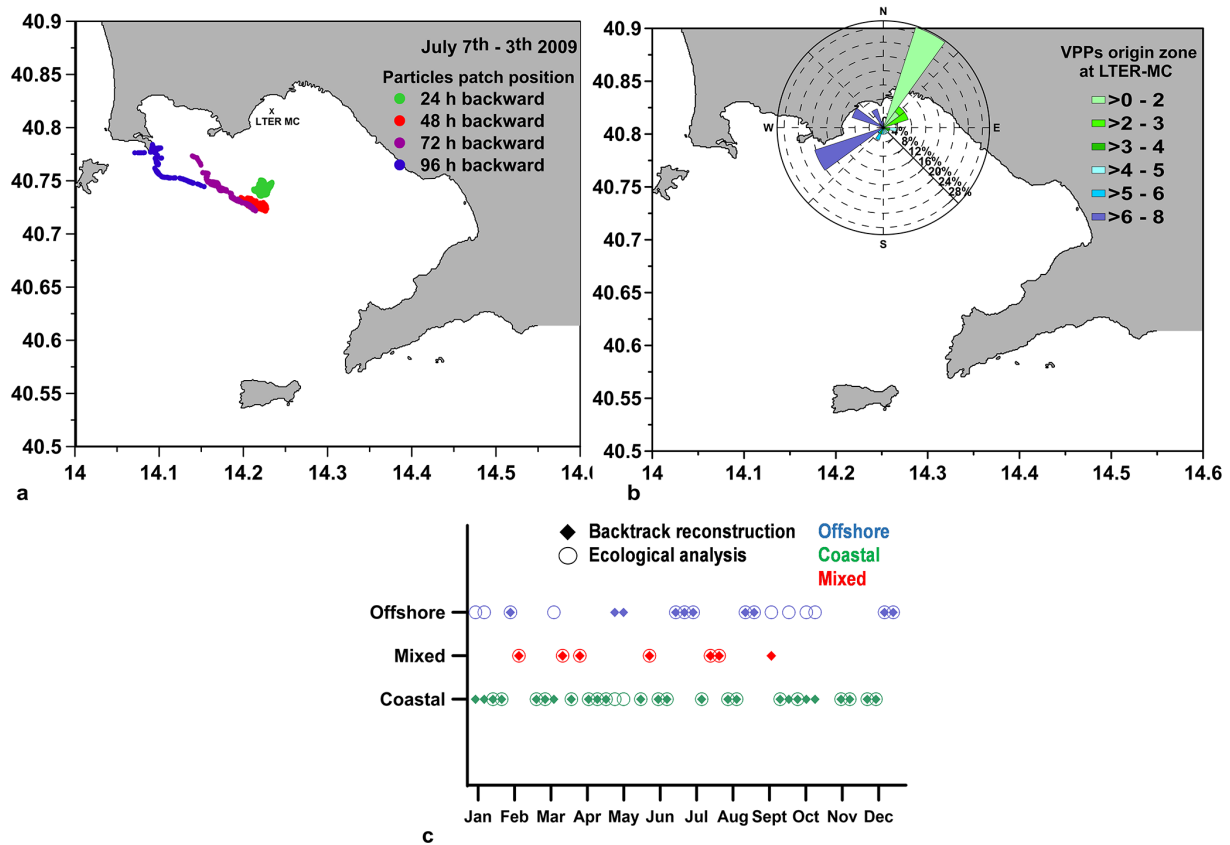 40.9
40.85
40.8
40.75
40.7
40.65
40.6
40.55
40.5
14
14.1
14.2
14.3
14.4
14.5
14.6
July 7th - 3th 2009
Particles patch position
24 h backward
48 h backward
72 h backward
96 h backward
x
LTER MC
a
40.9
40.85
40.8
40.75
40.7
40.65
40.6
40.55
40.5
14
14.1
14.2
14.3
14.4
14.5
14.6
N
W
E
S
8%
12%
16%
20%
24%
28%
VPPs origin zone
at LTER-MC
>0 - 2
>2 - 3
>3 - 4
>4 - 5
>5 - 6
>6 - 8
b
Backtrack reconstruction
Ecological analysis
Offshore
Coastal
Mixed
Offshore
Mixed
Coastal
Jan Feb Mar Apr May Jun Jul Aug Sept Oct Nov Dec
c